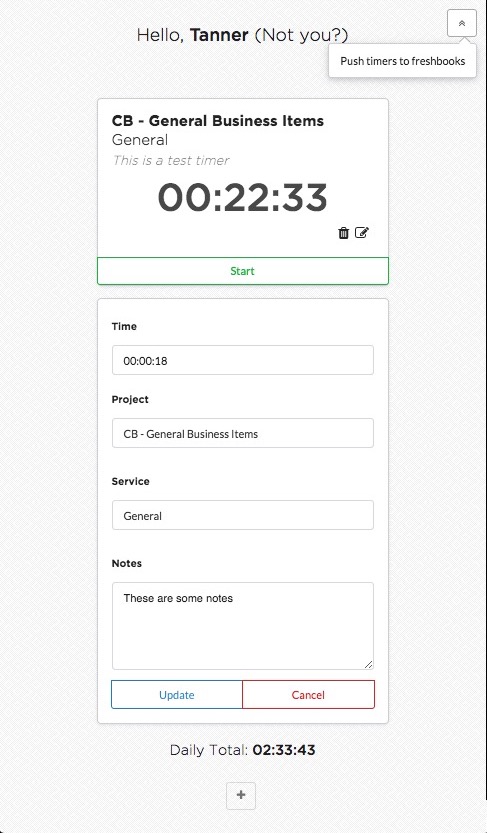 Hello, Tanner (Not you?)
Push timers to freshbooks
CB - General Business Items
General
This is a test timer
00:22:33
Start
Time
00:00:18
Project
CB - General Business Items
Service
General
Notes
These are some notes
Update
Cancel
Daily Total: 02:33:43
+